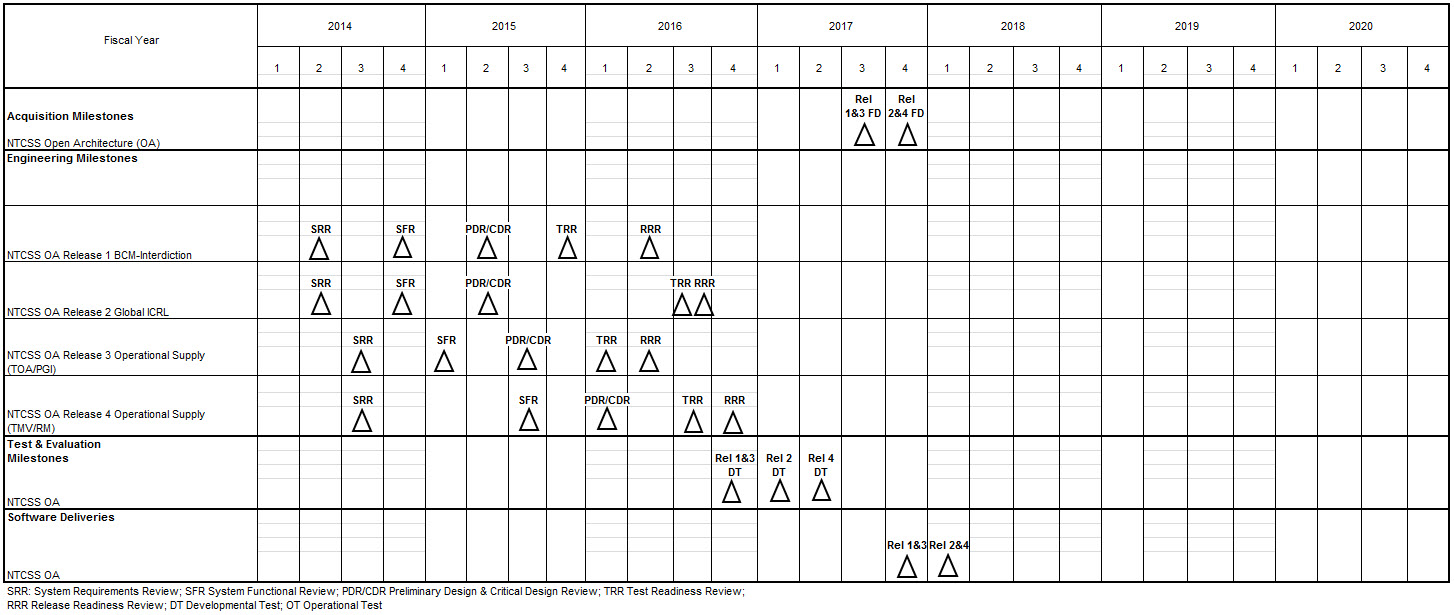 Fiscal Year
2014 2015 2016 2017 2018 2019 2020
1 2 3 4 1 2 3 4 1 2 3 4 1 2 3 4 1 2 3 4 1 2 3 4 1 2 3 4
Acquisition Milestones
NTCSS Open Architecture (OA)
Rel
1&3 FD
Rel
2&4 FD
Engineering Milestones
NTCSS OA Release 1 BCM-Interdiction
SRR SFR PDR/CDR TRR RRR
NTCSS OA Release 2 Global ICRL
SRR SFR PDR/CDR TRR RRR
NTCSS OA Release 3 Operational Supply
(TOA/PGI)
SRR SFR PDR/CDR TRR RRR
NTCSS OA Release 4 Operational Supply
(TMV/RM)
SRR SFR PDR/CDR TRR RRR
Test & Evaluation
Milestones
NTCSS OA
Rel 1&3
DT
Rel 2
DT
Rel 4
DT
Software Deliveries
NTCSS OA
Rel 1&3 Rel 2&4
SRR: System Requirements Review; SFR System Functional Review; PDR/CDR Preliminary Design & Critical Design Review; TRR Test Readiness Review;
RRR Release Readiness Review; DT Developmental Test; OT Operational Test